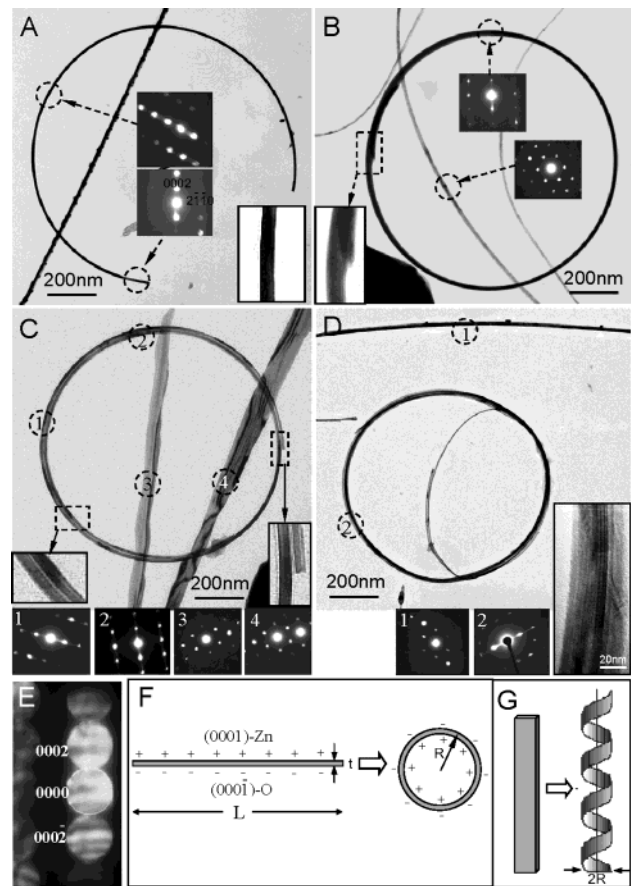 A
0002
2110
200nm
B
200nm
C
2
1
3
4
200nm
1
2
3
4
D
1
2
200nm
1
2
20nm
E
0002
0000
0002̄
F
(0001)-Zn
+ + + + + + + +
t
− − − − − − − −
(0001̄)-O
L
R
G
2R